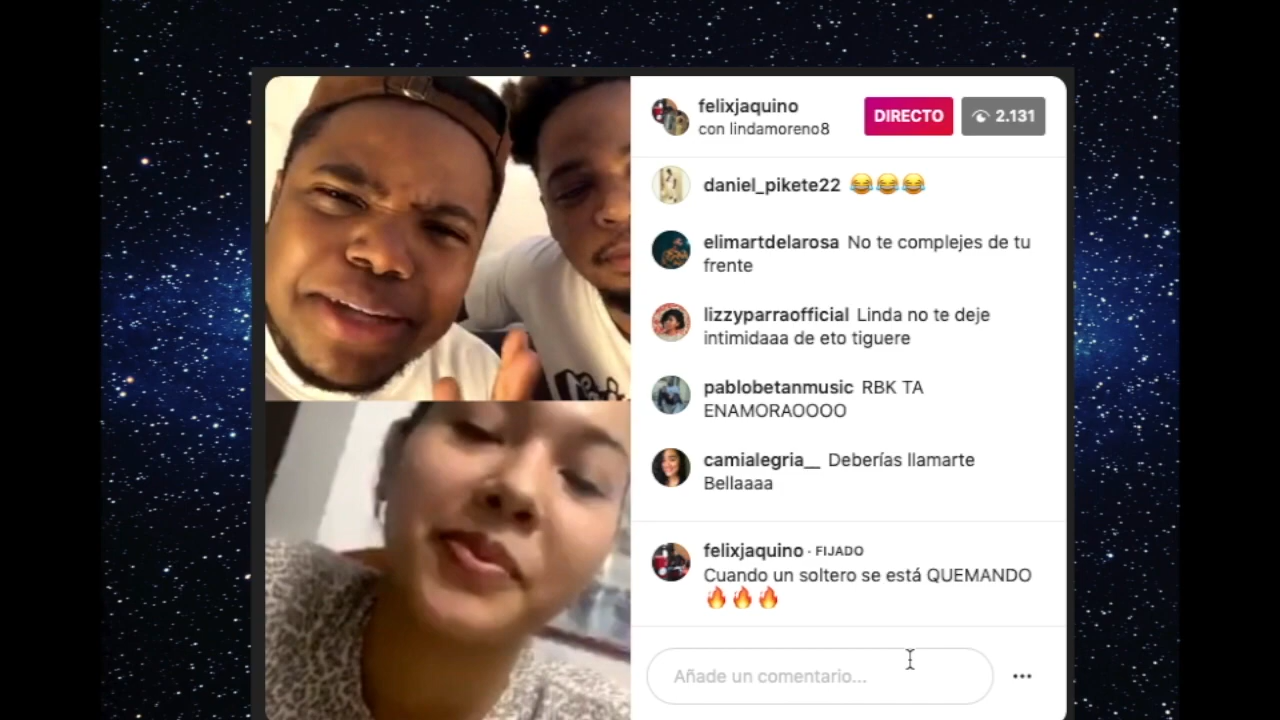 felixjaquino
con lindamoreno8
DIRECTO
2.131
daniel_pikete22 😂😂😂
elimartdelarosa No te complejes de tu
frente
lizzyparraofficial Linda no te deje
intimidaaa de eto tiguere
pablobetanmusic RBK TA
ENAMORAOOOO
camialegria__ Deberías llamarte
Bellaaaa
felixjaquino · FIJADO
Cuando un soltero se está QUEMANDO
🔥🔥🔥
Añade un comentario...